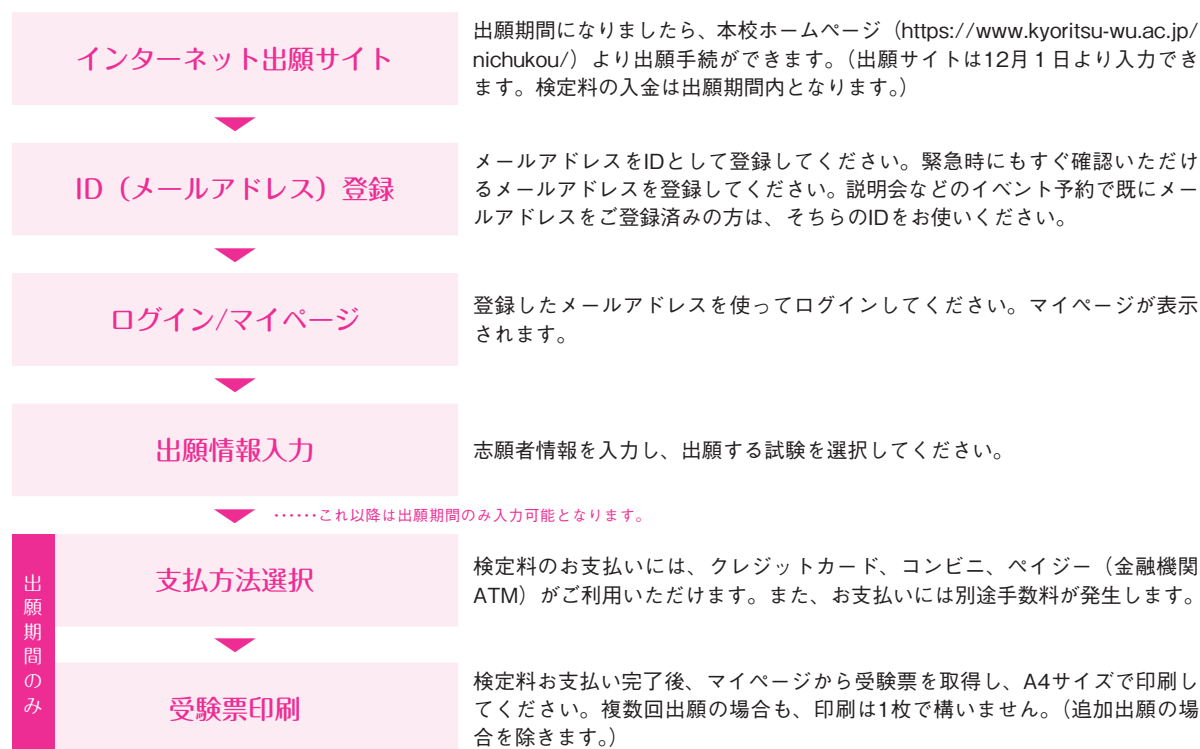 インターネット出願サイト
出願期間になりましたら、本校ホームページ（https://www.kyoritsu-wu.ac.jp/
nichukou/）より出願手続ができます。（出願サイトは12月１日より入力でき
ます。検定料の入金は出願期間内となります。）
ID（メールアドレス）登録
メールアドレスをIDとして登録してください。緊急時にもすぐ確認いただけ
るメールアドレスを登録してください。説明会などのイベント予約で既にメー
ルアドレスをご登録済みの方は、そちらのIDをお使いください。
ログイン/マイページ
登録したメールアドレスを使ってログインしてください。マイページが表示
されます。
出願情報入力
志願者情報を入力し、出願する試験を選択してください。
‥‥‥これ以降は出願期間のみ入力可能となります。
出願期間のみ
支払方法選択
検定料のお支払いには、クレジットカード、コンビニ、ペイジー（金融機関
ATM）がご利用いただけます。また、お支払いには別途手数料が発生します。
受験票印刷
検定料お支払い完了後、マイページから受験票を取得し、A4サイズで印刷し
てください。複数回出願の場合も、印刷は1枚で構いません。（追加出願の場
合を除きます。）